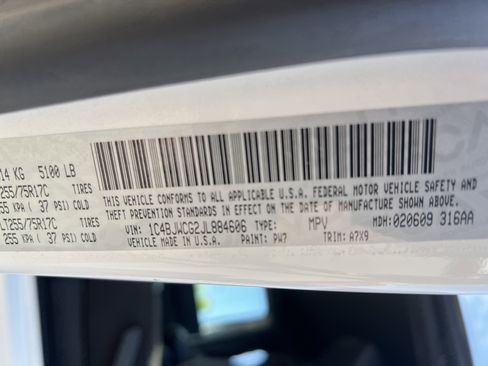 14 KG 5100 LB
255/75R17C TIRES
255 KPA ( 37 PSI) COLD
LT255/75R17C TIRES
255 KPA ( 37 PSI) COLD
THIS VEHICLE CONFORMS TO ALL APPLICABLE U.S.A. FEDERAL MOTOR VEHICLE SAFETY AND
THEFT PREVENTION STANDARDS IN EFFECT ON THE DATE OF MANUFACTURE SHOWN ABOVE.
VIN: 1C4BJWCG2JL884606 TYPE: MPV MDH:020609 316AA
VEHICLE MADE IN U.S.A. PAINT: PW7 TRIM: A7X9